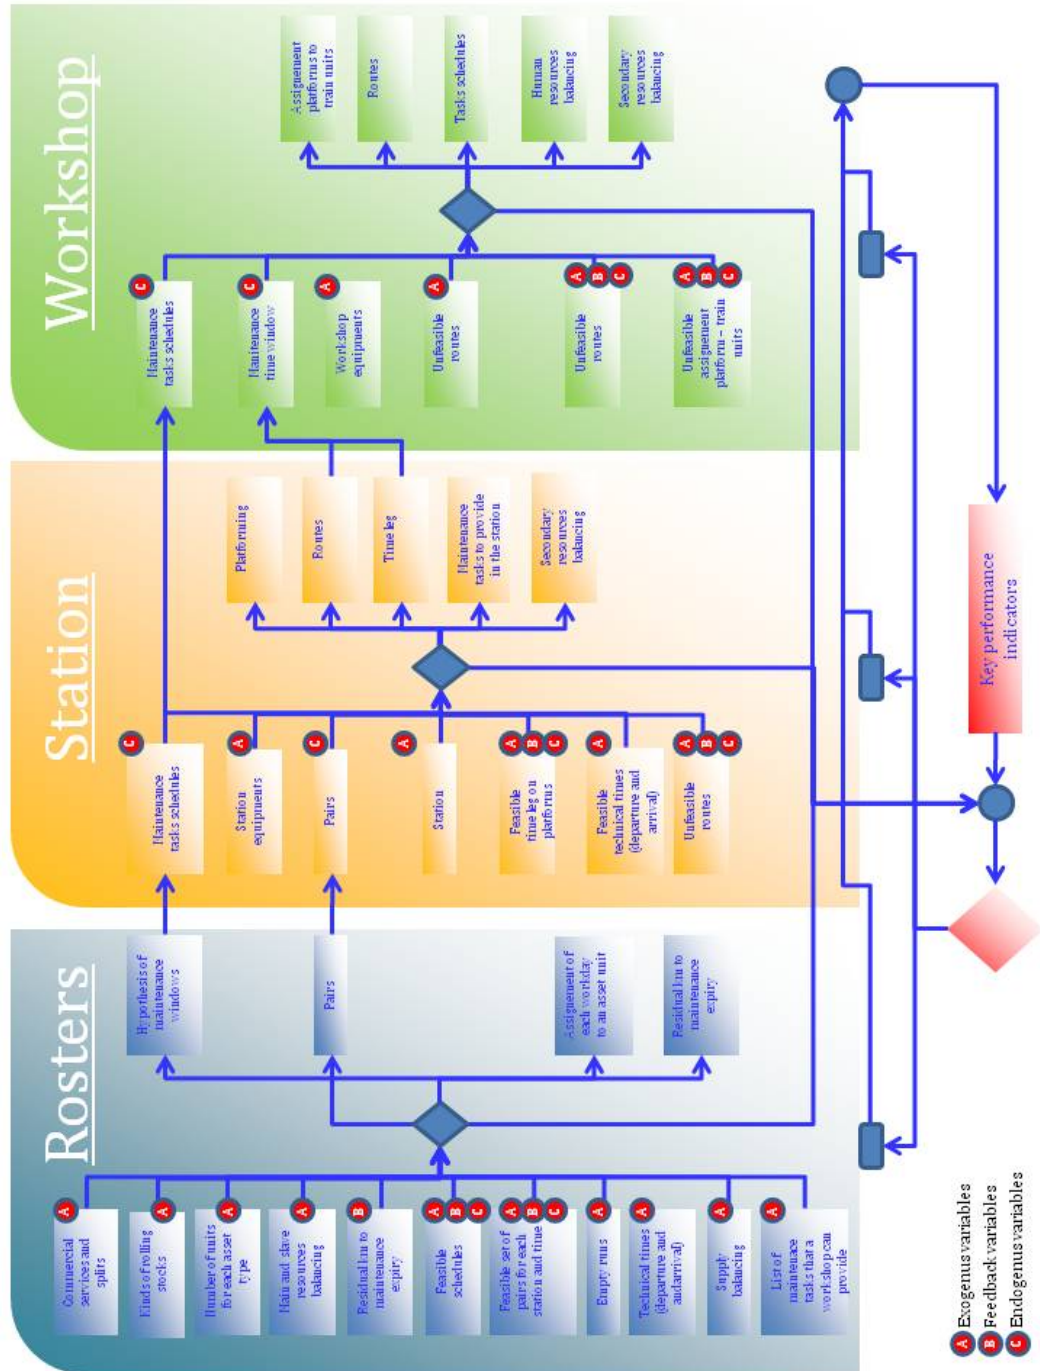 Rosters
Commercial
services and
splits
A
Kinds of rolling
stocks
A
Number of units
for each asset
type
A
Main and slave
resources
balancing
A
Residual km to
maintenance
expiry
B
Feasible
schedules
A
B
C
Feasible set of
pairs for each
station and time
A
B
C
Empty runs
A
Technical times
(departure and
andarrival)
A
Supply
balancing
A
List of
maintenace
tasks that a
workshop can
provide
A
Hypothesis of
maintenance
windows
Pairs
Assignement of
each workday
to an asset unit
Residual km to
maintenance
expiry
Station
Maintenance
tasks schedules
C
Station
equipments
A
Pairs
C
Station
A
Feasible
time leg on
platforms
A
B
C
Feasible
technical times
(departure and
arrival)
A
Unfeasible
routes
A
B
C
Platforming
Routes
Time leg
Maintenance
tasks to provide
in the station
Secondary
resources
balancing
Workshop
Maintenance
tasks schedules
C
Manitenance
time window
C
Workshop
equipments
A
Unfeasible
routes
A
Unfeasible
routes
A
B
C
Unfeasible
assignement
platform – train
units
A
B
C
Assignement
platforms to
train units
Routes
Tasks schedules
Human
resources
balancing
Secondary
resources
balancing
Key performance
indicators
A Exogenus variables
B Feedback variables
C Endogenus variables